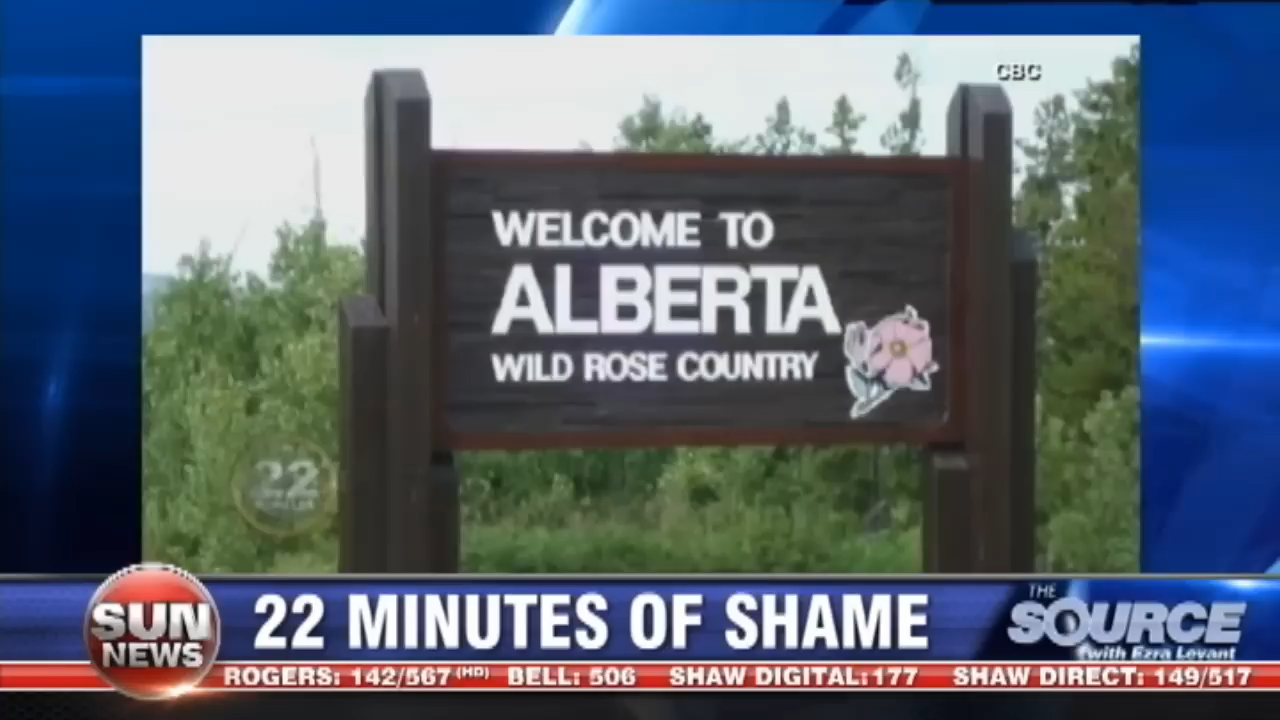 CBC
WELCOME TO
ALBERTA
WILD ROSE COUNTRY
22
SUN
NEWS
22 MINUTES OF SHAME
THE
SOURCE
with Ezra Levant
ROGERS: 142/567 (HD) BELL: 506 SHAW DIGITAL: 177 SHAW DIRECT: 149/517